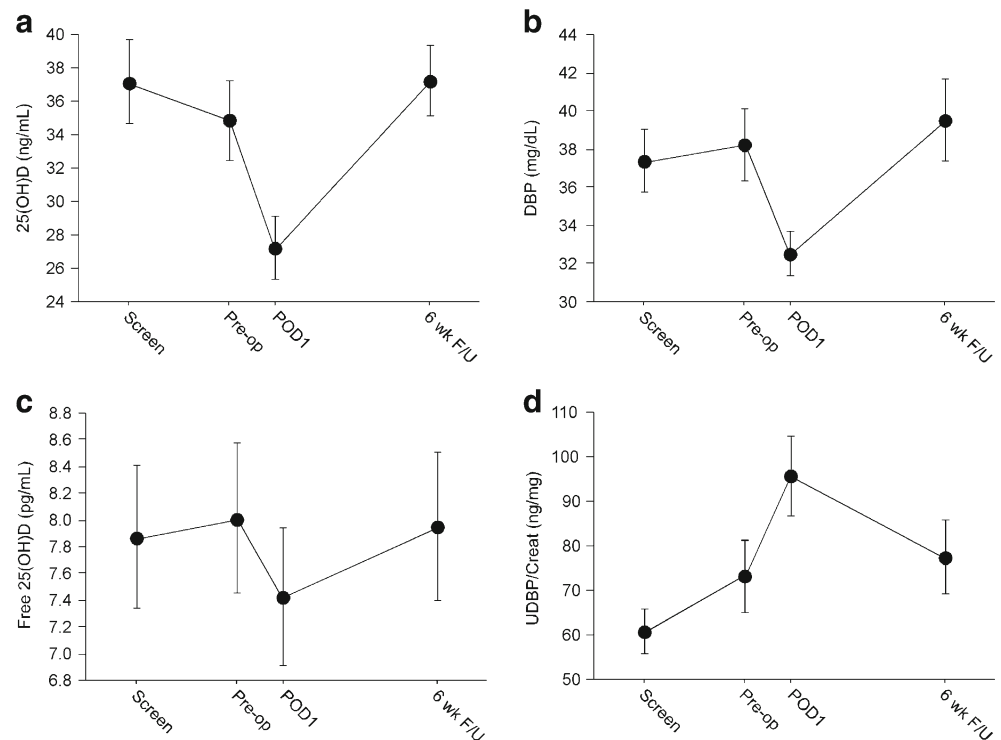 a
40
38
36
34
32
30
28
26
24
25(OH)D (ng/mL)
Screen
Pre-op
POD1
6 wk F/U
b
44
42
40
38
36
34
32
30
DBP (mg/dL)
Screen
Pre-op
POD1
6 wk F/U
c
8.8
8.6
8.4
8.2
8.0
7.8
7.6
7.4
7.2
7.0
6.8
Free 25(OH)D (pg/mL)
Screen
Pre-op
POD1
6 wk F/U
d
110
100
90
80
70
60
50
UDBP/Creat (ng/mg)
Screen
Pre-op
POD1
6 wk F/U